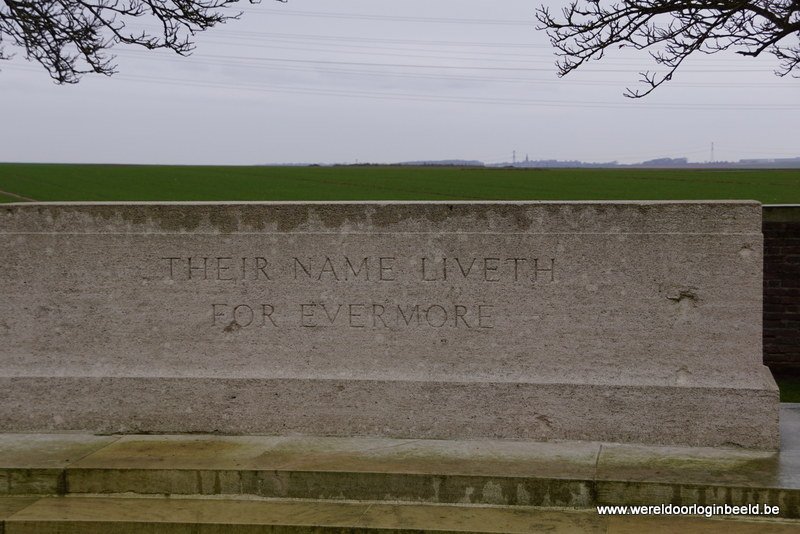 THEIR NAME LIVETH
FOR EVERMORE
www.wereldoorloginbeeld.be